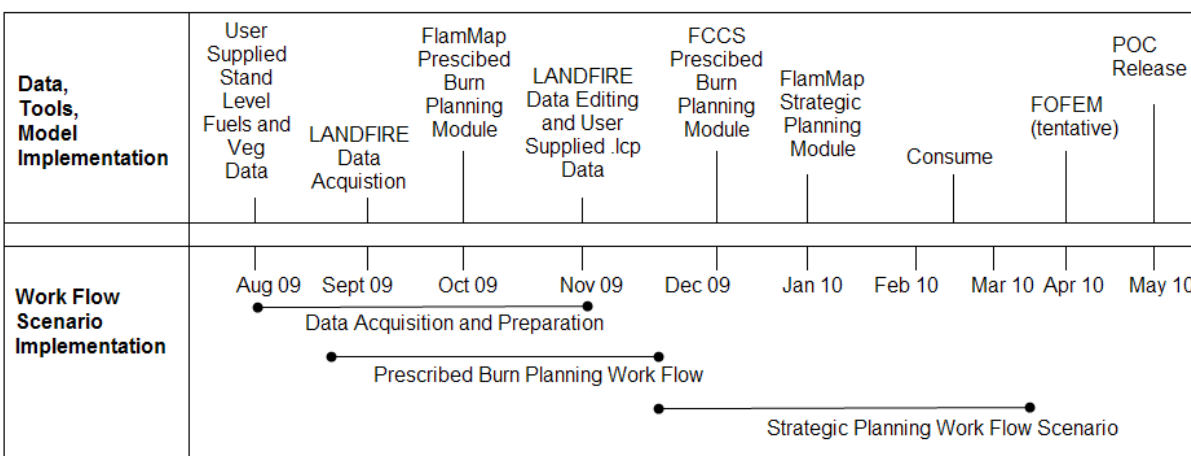 Data,
Tools,
Model
Implementation
User
Supplied
Stand
Level
Fuels and
Veg
Data
LANDFIRE
Data
Acquistion
FlamMap
Prescibed
Burn
Planning
Module
LANDFIRE
Data Editing
and User
Supplied .lcp
Data
FCCS
Prescibed
Burn
Planning
Module
FlamMap
Strategic
Planning
Module
Consume
FOFEM
(tentative)
POC
Release
Work Flow
Scenario
Implementation
Aug 09 Sept 09 Oct 09 Nov 09 Dec 09 Jan 10 Feb 10 Mar 10 Apr 10 May 10
Data Acquisition and Preparation
Prescribed Burn Planning Work Flow
Strategic Planning Work Flow Scenario